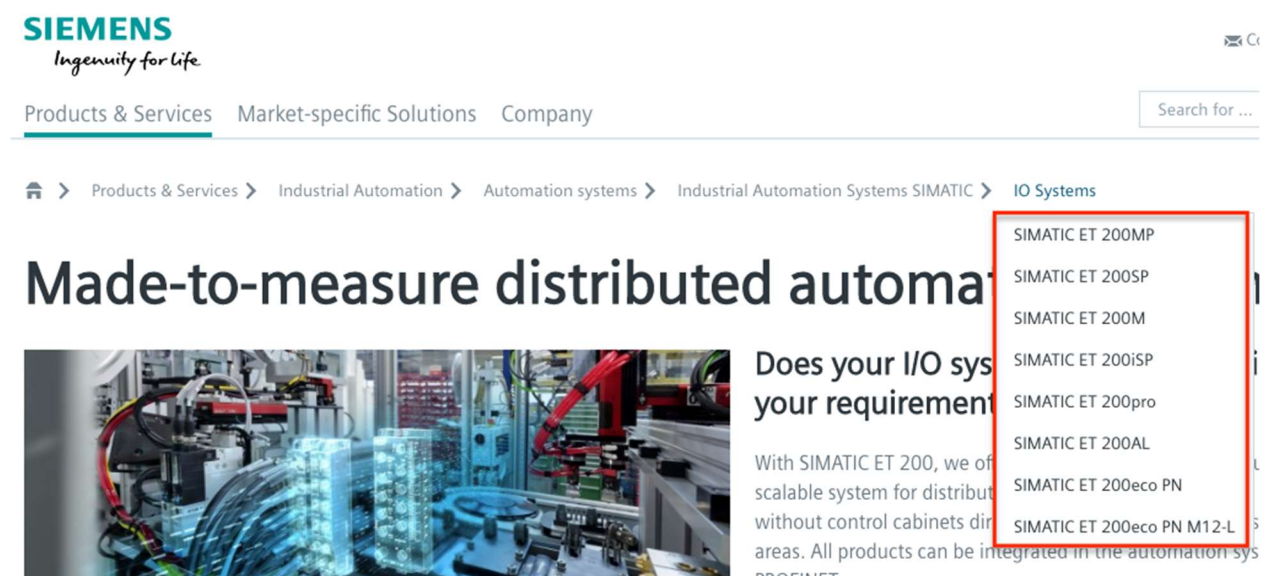 SIEMENS
Ingenuity for life
Products & Services Market-specific Solutions Company
Search for ...
Products & Services Industrial Automation Automation systems Industrial Automation Systems SIMATIC IO Systems
SIMATIC ET 200MP
SIMATIC ET 200SP
SIMATIC ET 200M
SIMATIC ET 200iSP
SIMATIC ET 200pro
SIMATIC ET 200AL
SIMATIC ET 200eco PN
SIMATIC ET 200eco PN M12-L
Made-to-measure distributed automa
Does your I/O sys
your requirement
With SIMATIC ET 200, we of
scalable system for distribut
without control cabinets dir
areas. All products can be integrated in the automation sys
PROFINET